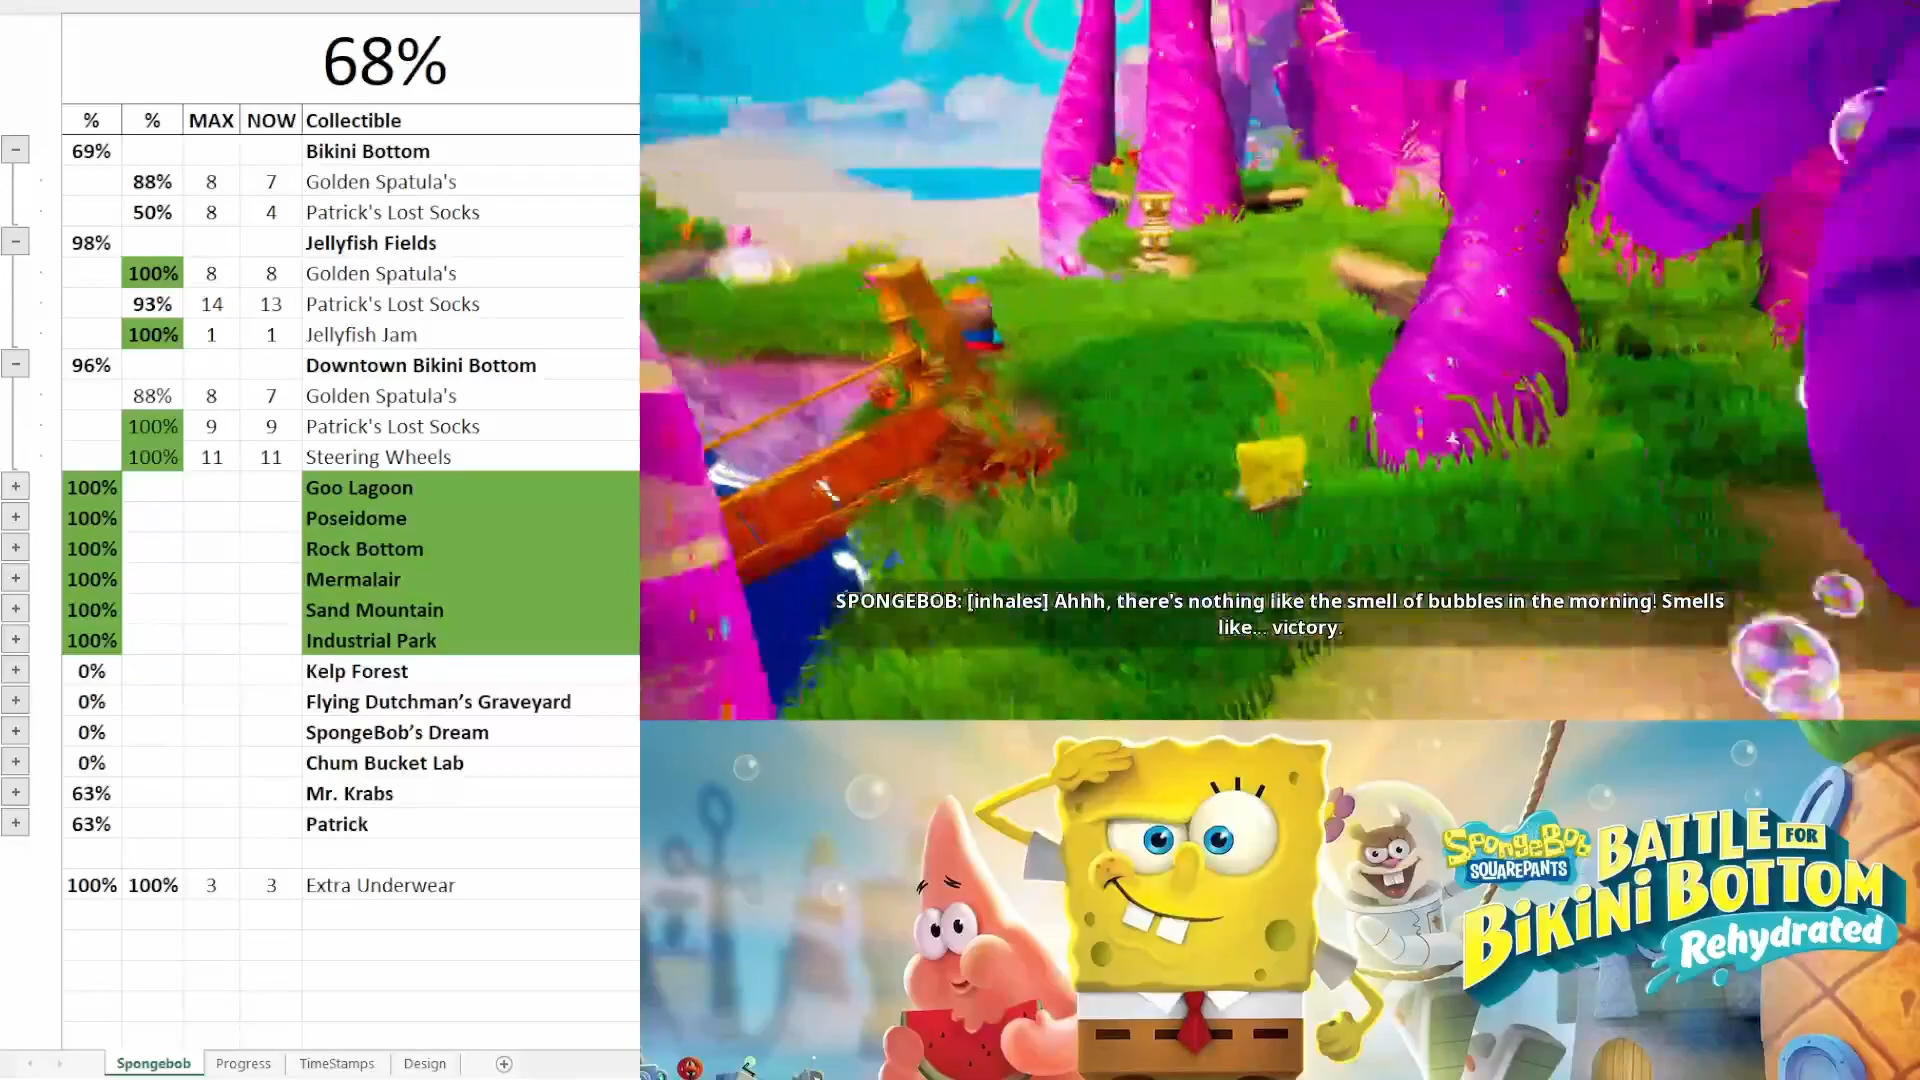 68%
% % MAX NOW Collectible
69% Bikini Bottom
88% 8 7 Golden Spatula's
50% 8 4 Patrick's Lost Socks
98% Jellyfish Fields
100% 8 8 Golden Spatula's
93% 14 13 Patrick's Lost Socks
100% 1 1 Jellyfish Jam
96% Downtown Bikini Bottom
88% 8 7 Golden Spatula's
100% 9 9 Patrick's Lost Socks
100% 11 11 Steering Wheels
100% Goo Lagoon
100% Poseidome
100% Rock Bottom
100% Mermalair
100% Sand Mountain
100% Industrial Park
0% Kelp Forest
0% Flying Dutchman’s Graveyard
0% SpongeBob’s Dream
0% Chum Bucket Lab
63% Mr. Krabs
63% Patrick
100% 100% 3 3 Extra Underwear
Spongebob Progress TimeStamps Design
SPONGEBOB: [inhales] Ahhh, there's nothing like the smell of bubbles in the morning! Smells
like... victory.
SpongeBob
SQUAREPANTS
BATTLE FOR
BiKiNi BOTTOM
Rehydrated